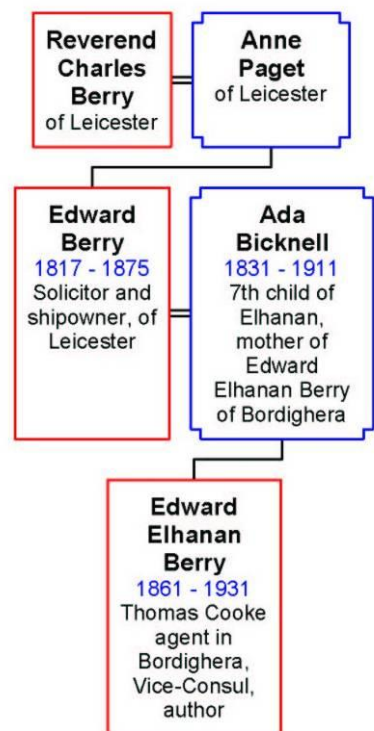 Reverend
Charles
Berry
of Leicester
Anne
Paget
of Leicester
Edward
Berry
1817 - 1875
Solicitor and
shipowner, of
Leicester
Ada
Bicknell
1831 - 1911
7th child of
Elhanan,
mother of
Edward
Elhanan Berry
of Bordighera
Edward
Elhanan
Berry
1861 - 1931
Thomas Cooke
agent in
Bordighera,
Vice-Consul,
author